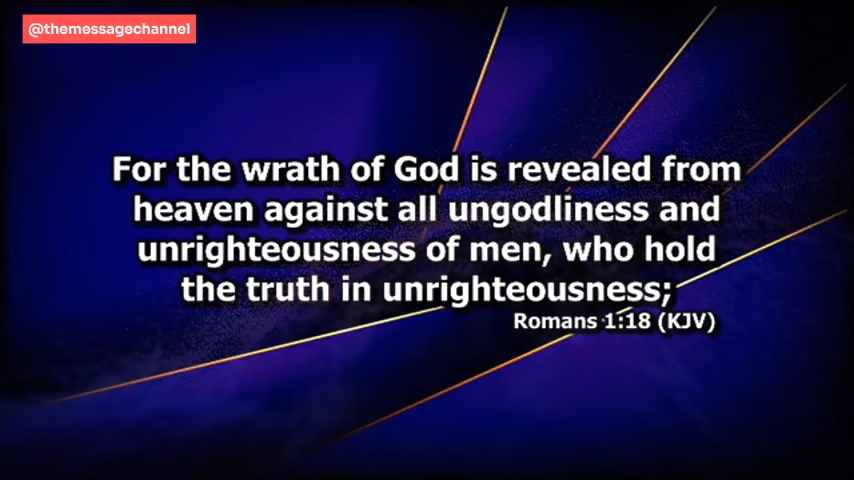 @themessagechannel
For the wrath of God is revealed from
heaven against all ungodliness and
unrighteousness of men, who hold
the truth in unrighteousness;
Romans 1:18 (KJV)